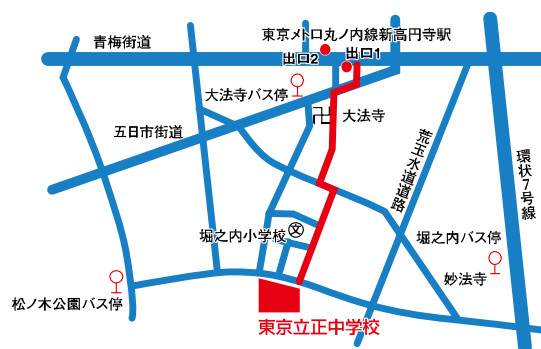 東京メトロ丸ノ内線新高円寺駅
青梅街道
出口2
出口1
大法寺バス停
卍 大法寺
五日市街道
荒玉水道道路
環状7号線
堀之内小学校
文
堀之内バス停
妙法寺
松ノ木公園バス停
東京立正中学校